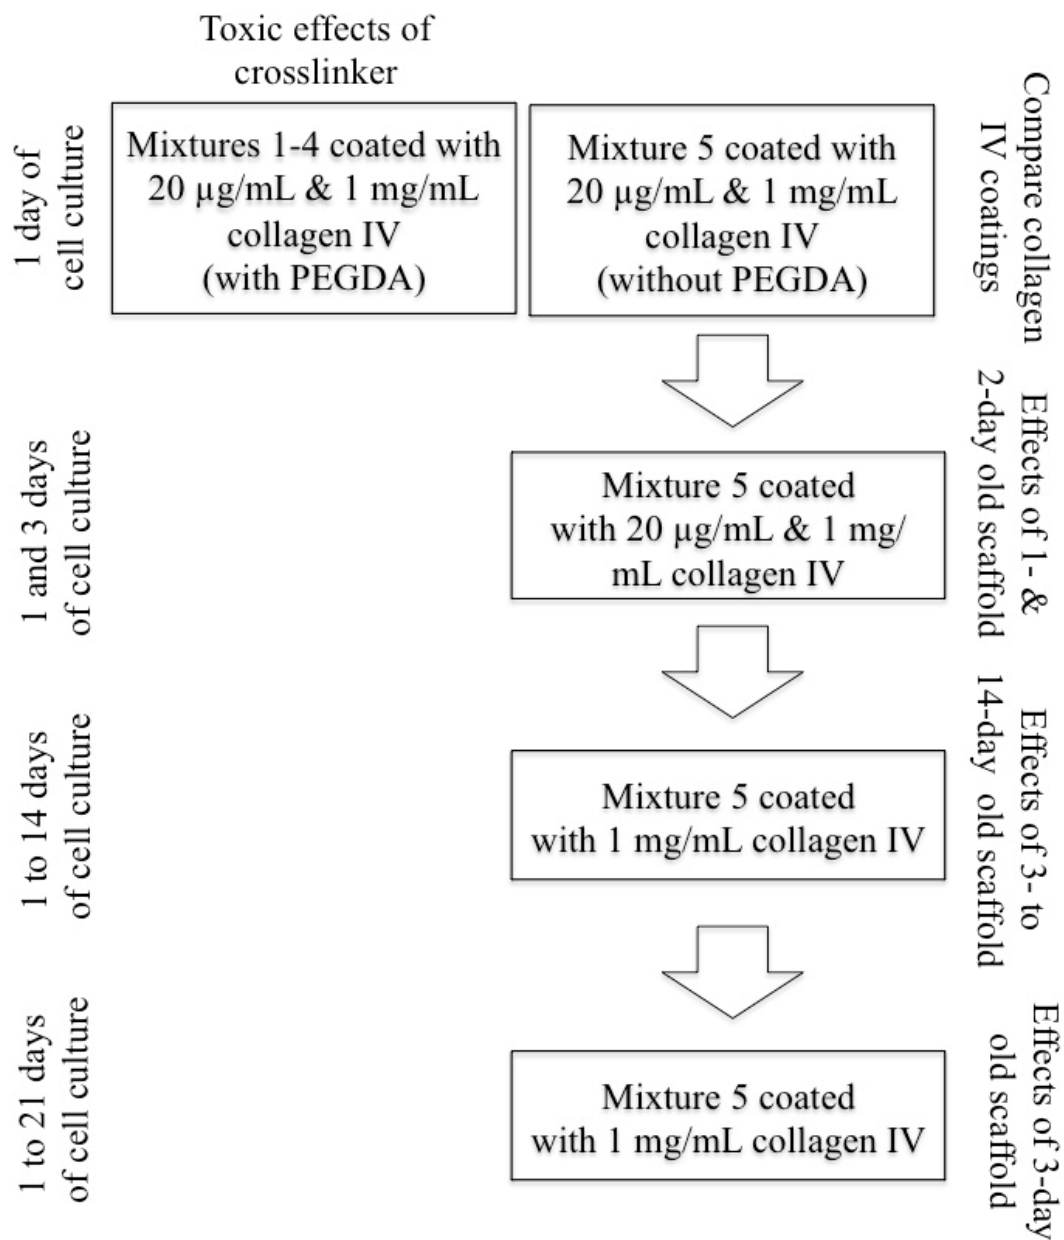 Toxic effects of
crosslinker
1 day of
cell culture
Mixtures 1-4 coated with
20 µg/mL & 1 mg/mL
collagen IV
(with PEGDA)
Mixture 5 coated with
20 µg/mL & 1 mg/mL
collagen IV
(without PEGDA)
Compare collagen
IV coatings
1 and 3 days
of cell culture
Mixture 5 coated
with 20 µg/mL & 1 mg/
mL collagen IV
Effects of 1- &
2-day old scaffold
1 to 14 days
of cell culture
Mixture 5 coated
with 1 mg/mL collagen IV
Effects of 3- to
14-day old scaffold
1 to 21 days
of cell culture
Mixture 5 coated
with 1 mg/mL collagen IV
Effects of 3-day
old scaffold